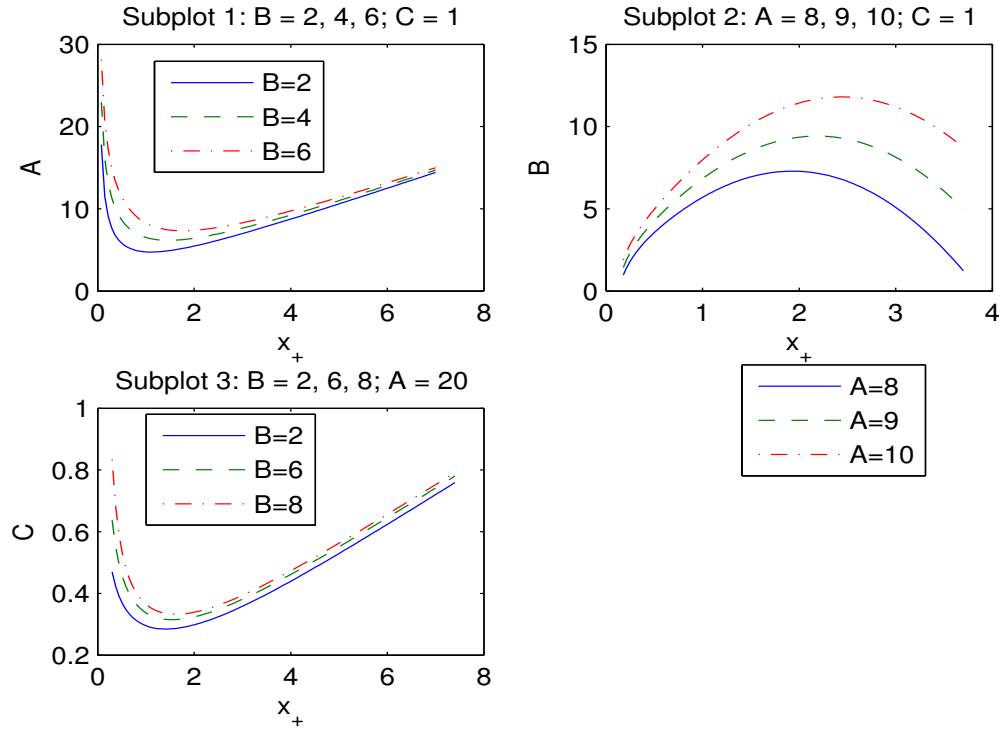 Subplot 1: B = 2, 4, 6; C = 1
30
20
10
0
A
B=2
B=4
B=6
0 2 4 6 8
x_+
Subplot 2: A = 8, 9, 10; C = 1
15
10
5
0
B
0 1 2 3 4
x_+
A=8
A=9
A=10
Subplot 3: B = 2, 6, 8; A = 20
1
0.8
0.6
0.4
0.2
C
B=2
B=6
B=8
0 2 4 6 8
x_+